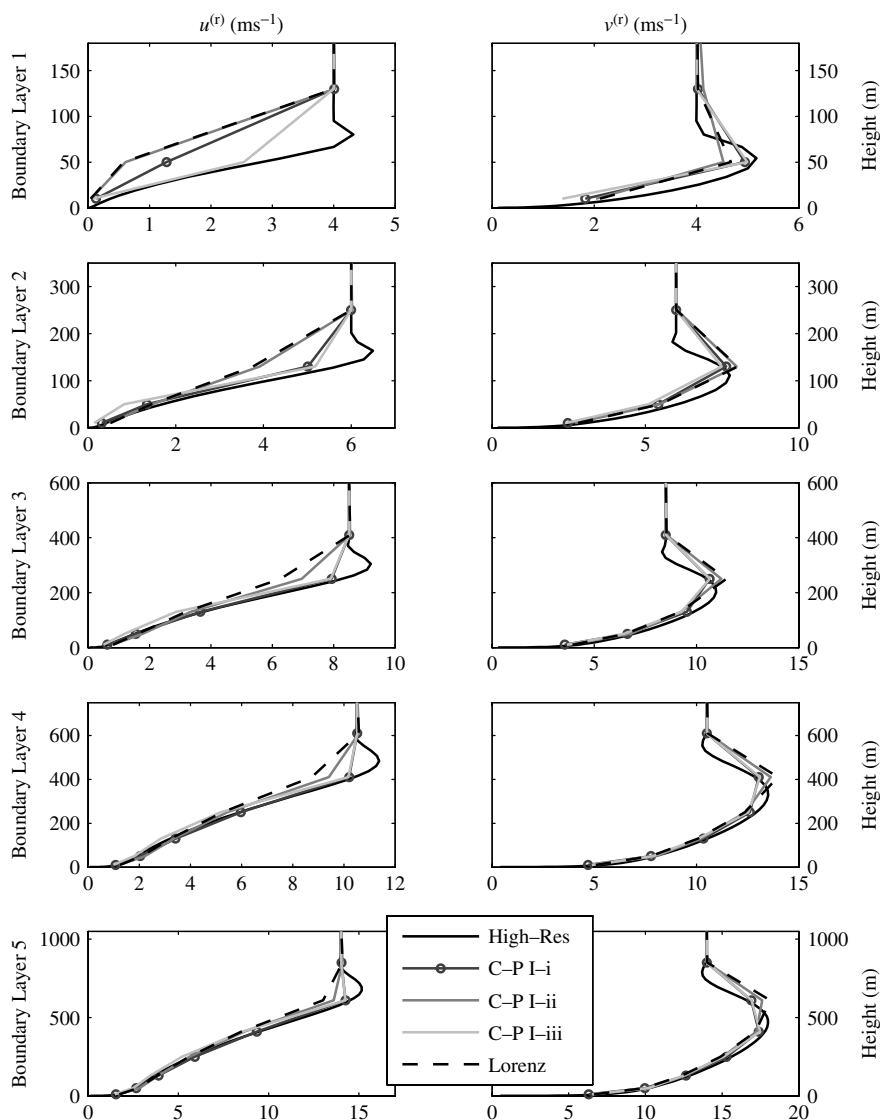 u^(r) (ms⁻¹)
v^(r) (ms⁻¹)
Boundary Layer 1
150
100
50
0
0 1 2 3 4 5
150
100
50
0
0 2 4 6
Height (m)
Boundary Layer 2
300
200
100
0
0 2 4 6
300
200
100
0
0 5 10
Height (m)
Boundary Layer 3
600
400
200
0
0 2 4 6 8 10
600
400
200
0
0 5 10 15
Height (m)
Boundary Layer 4
600
400
200
0
0 2 4 6 8 10 12
600
400
200
0
0 5 10 15
Height (m)
Boundary Layer 5
1000
500
0
0 5 10 15
1000
500
0
0 5 10 15 20
Height (m)
High–Res
C–P I–i
C–P I–ii
C–P I–iii
Lorenz